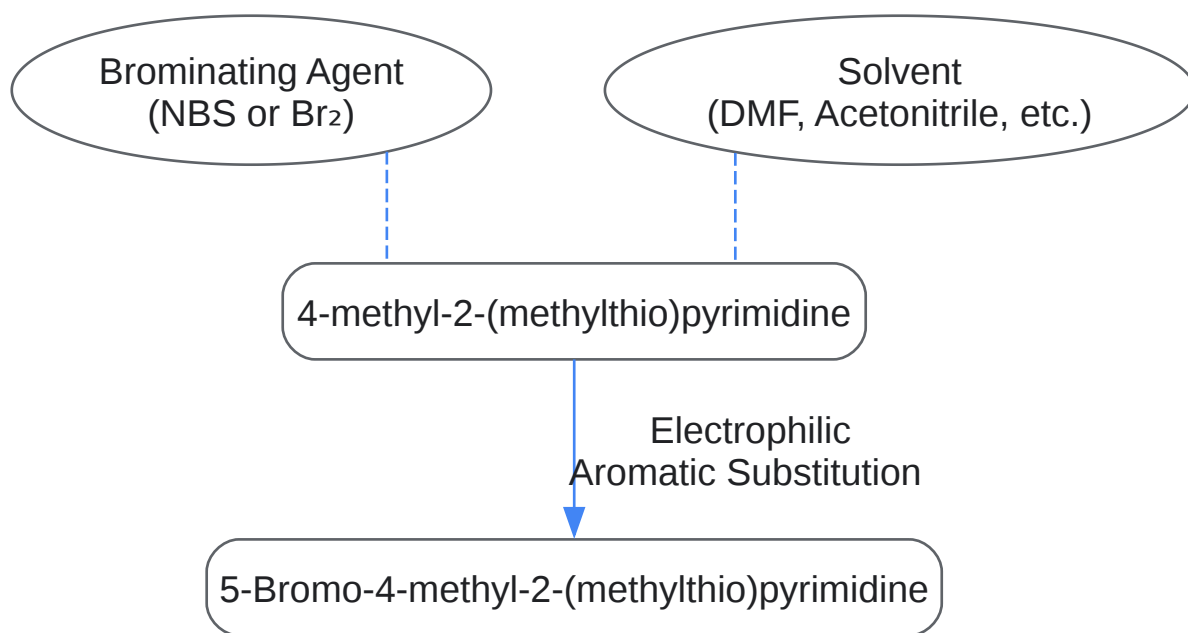 Brominating Agent
(NBS or Br₂)
Solvent
(DMF, Acetonitrile, etc.)
4-methyl-2-(methylthio)pyrimidine
Electrophilic
Aromatic Substitution
5-Bromo-4-methyl-2-(methylthio)pyrimidine